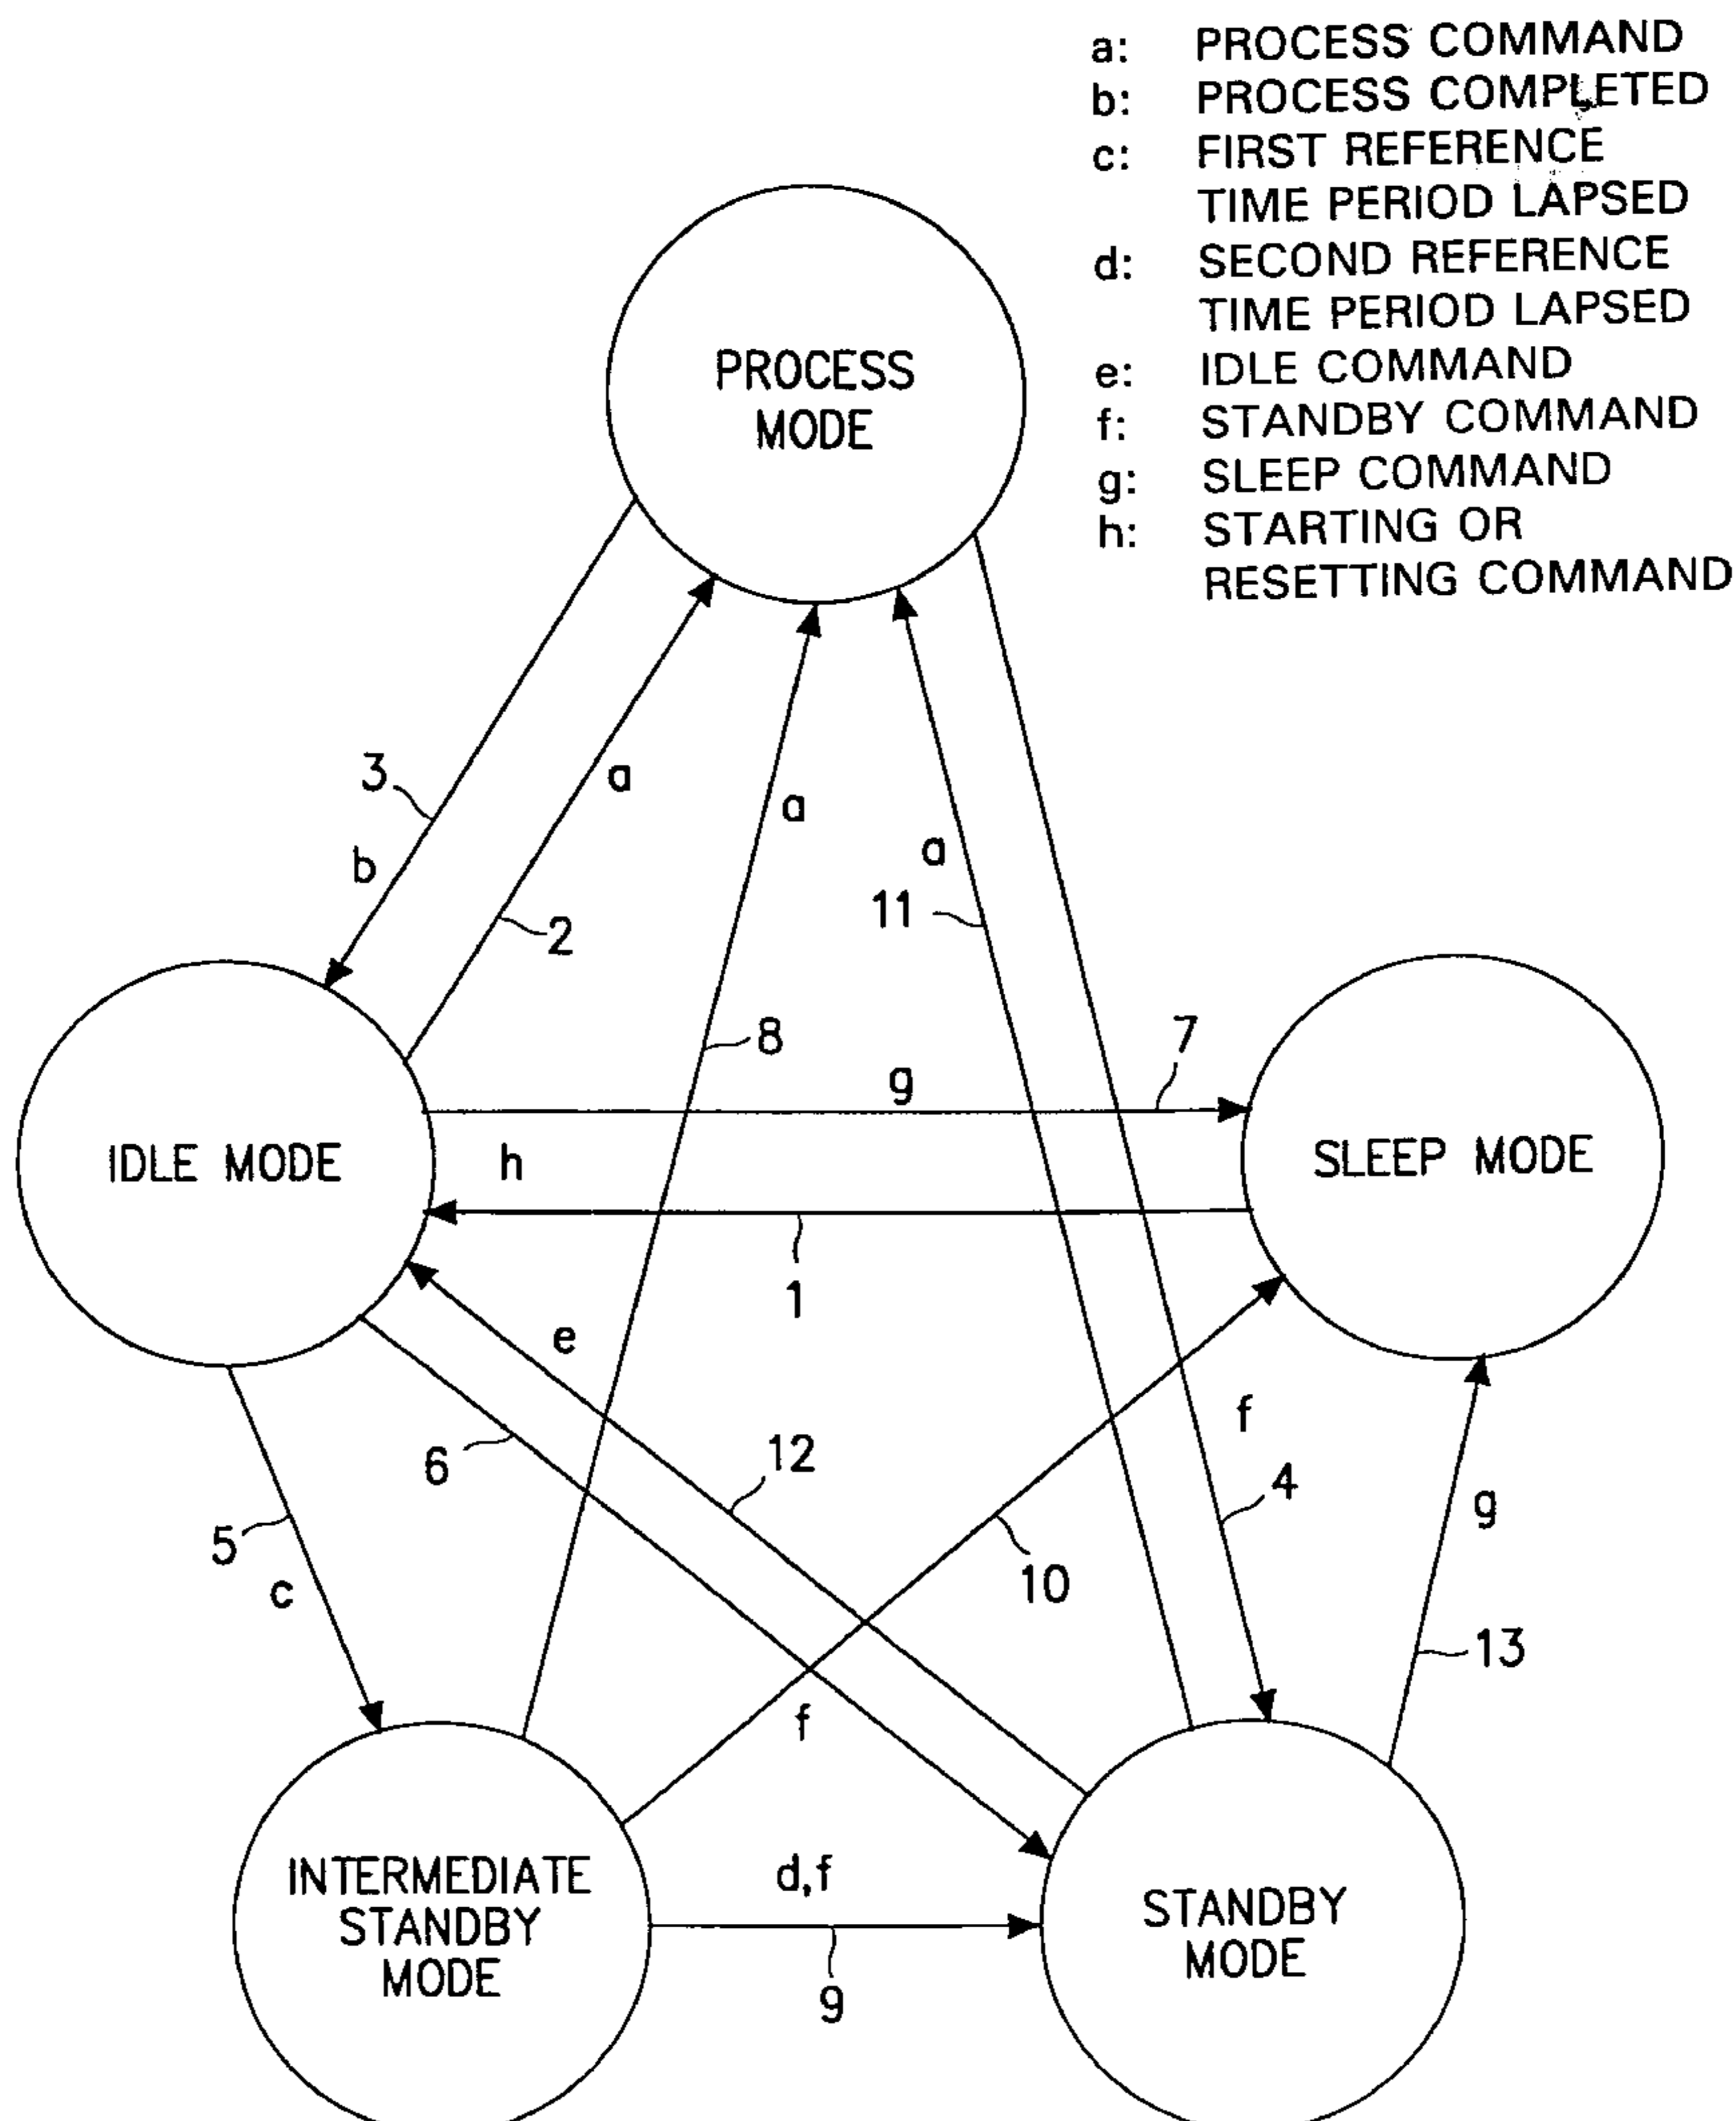 a: PROCESS COMMAND
b: PROCESS COMPLETED
c: FIRST REFERENCE
TIME PERIOD LAPSED
d: SECOND REFERENCE
TIME PERIOD LAPSED
e: IDLE COMMAND
f: STANDBY COMMAND
g: SLEEP COMMAND
h: STARTING OR
RESETTING COMMAND
PROCESS
MODE
3
a
a
a
b
11
2
8
7
g
IDLE MODE
h
SLEEP MODE
1
e
f
6
12
4
g
5
10
c
13
f
INTERMEDIATE
STANDBY
MODE
d,f
STANDBY
MODE
9